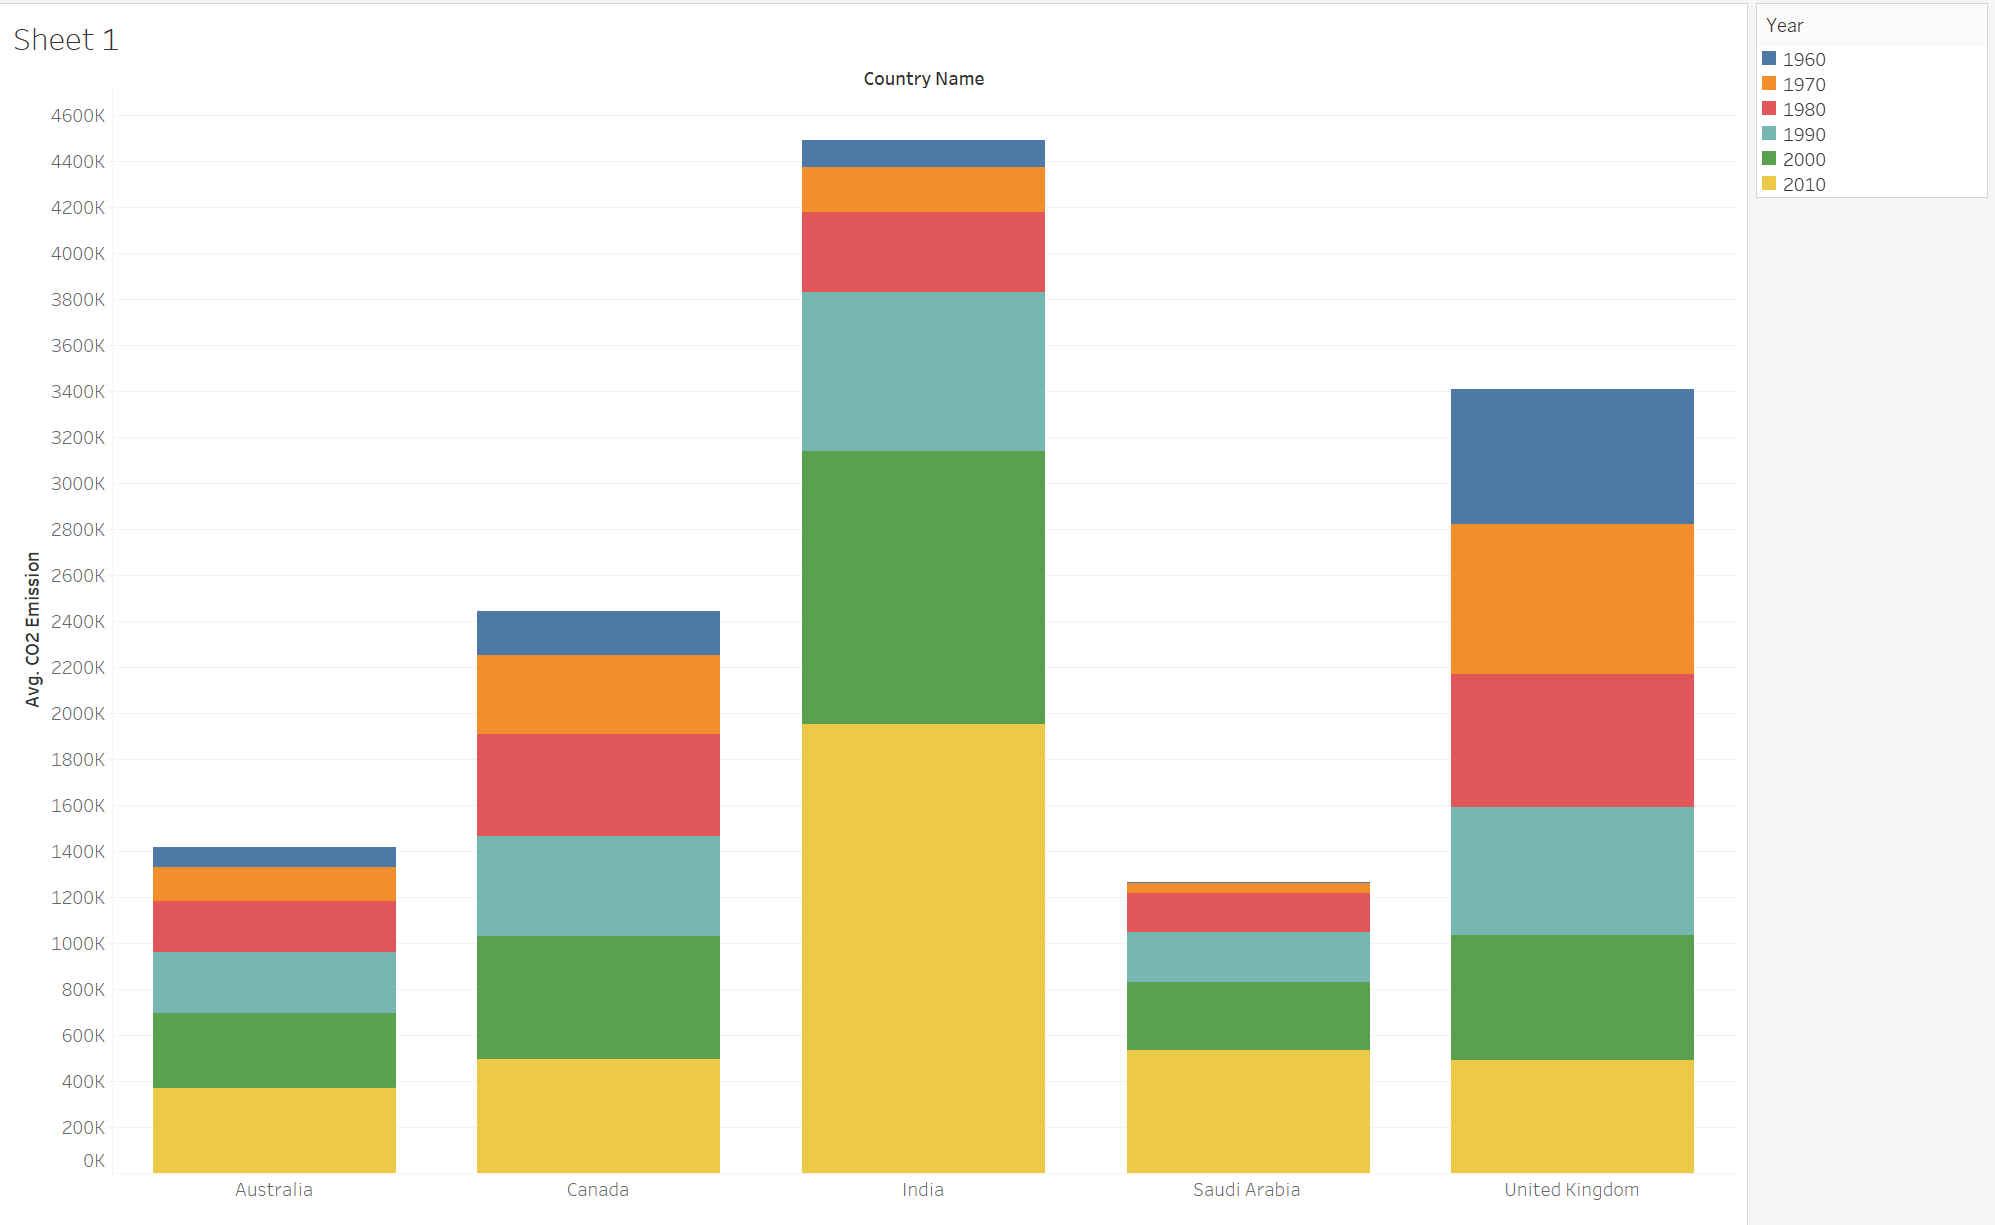 Sheet 1
Country Name
Year
1960
1970
1980
1990
2000
2010
Avg. CO2 Emission
4600K
4400K
4200K
4000K
3800K
3600K
3400K
3200K
3000K
2800K
2600K
2400K
2200K
2000K
1800K
1600K
1400K
1200K
1000K
800K
600K
400K
200K
0K
Australia
Canada
India
Saudi Arabia
United Kingdom